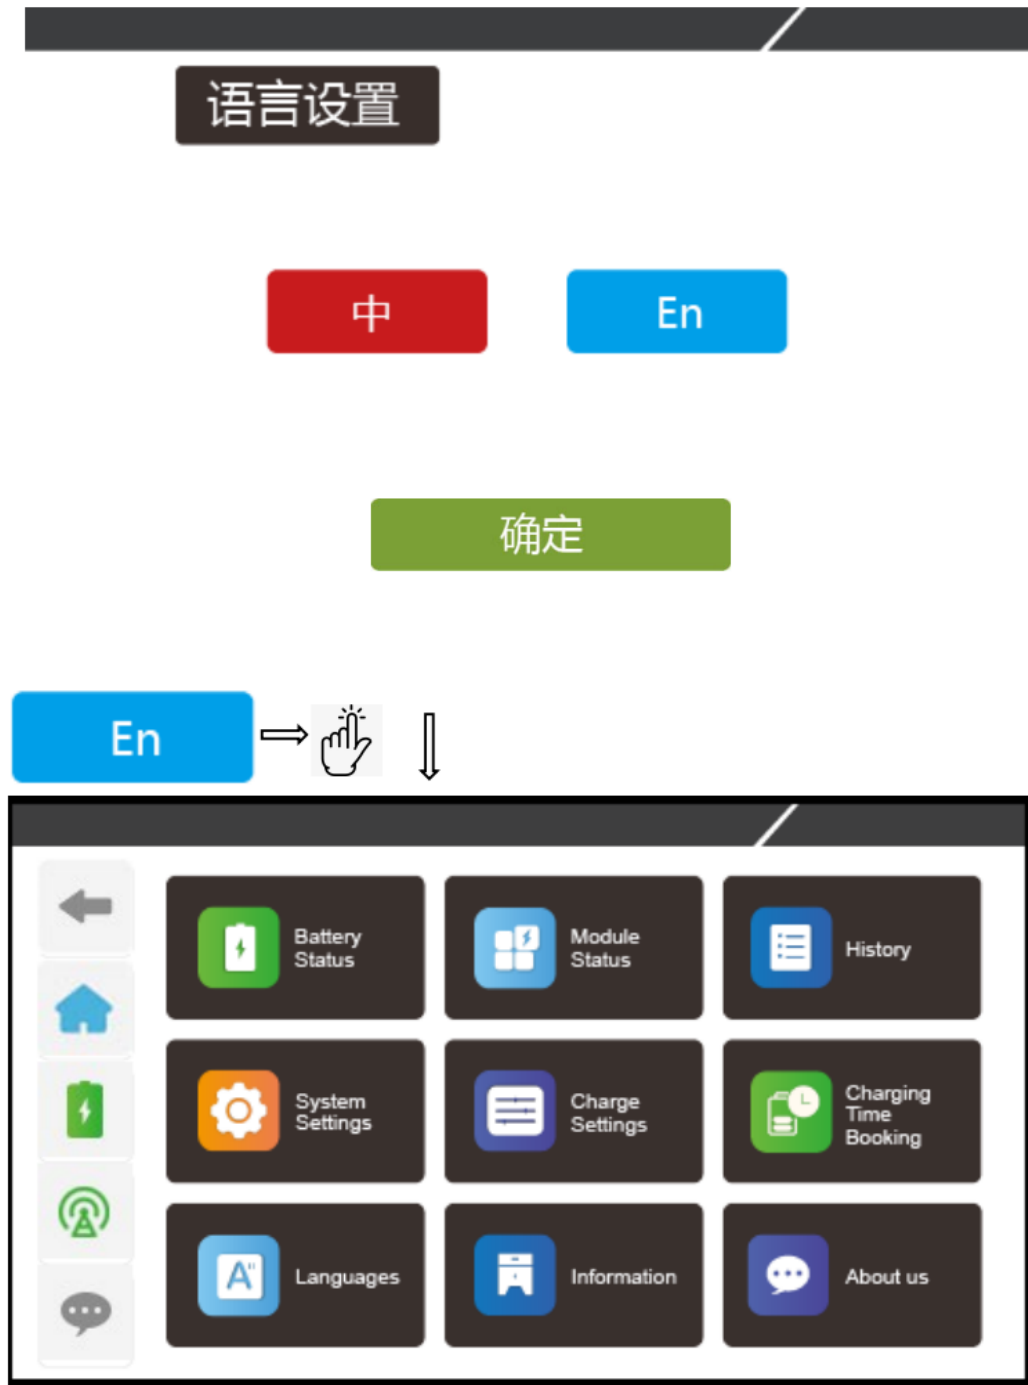 语言设置
中
En
确定
En
Battery
Status
Module
Status
History
System
Settings
Charge
Settings
Charging
Time
Booking
Languages
Information
About us